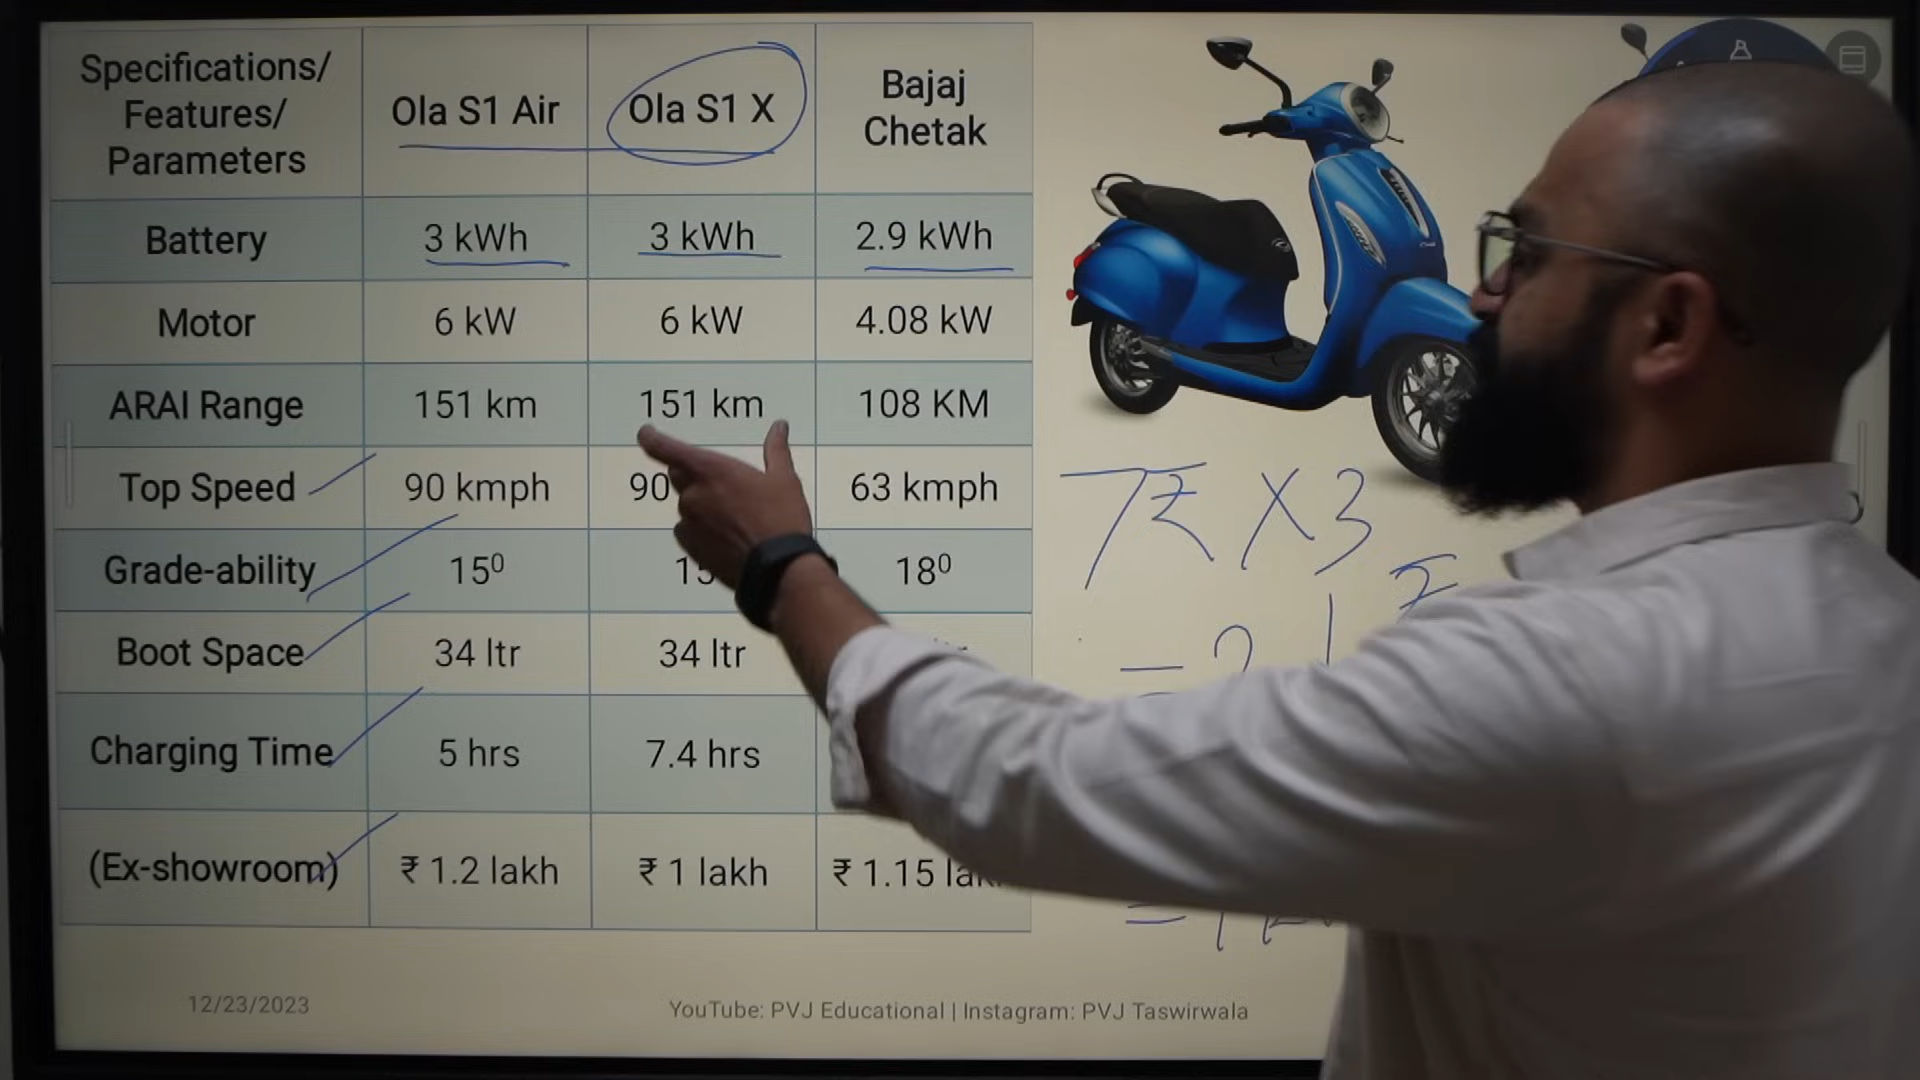 Specifications/
Features/
Parameters
Ola S1 Air
Ola S1 X
Bajaj
Chetak
Battery
3 kWh
3 kWh
2.9 kWh
Motor
6 kW
6 kW
4.08 kW
ARAI Range
151 km
151 km
108 KM
Top Speed
90 kmph
90
63 kmph
Grade-ability
15⁰
15
18⁰
Boot Space
34 ltr
34 ltr
Charging Time
5 hrs
7.4 hrs
(Ex-showroom)
₹ 1.2 lakh
₹ 1 lakh
₹ 1.15
7₹ X 3
= 21 ₹
12/23/2023
YouTube: PVJ Educational | Instagram: PVJ Taswirwala